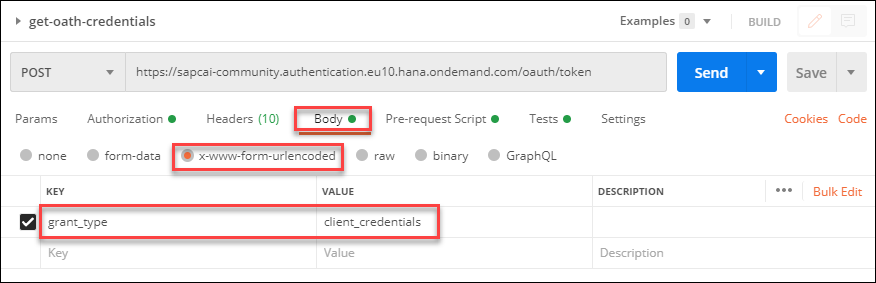 get-oath-credentials Examples 0 BUILD
POST https://sapcai-community.authentication.eu10.hana.ondemand.com/oauth/token Send Save
Params Authorization Headers (10) Body Pre-request Script Tests Settings Cookies Code
none form-data x-www-form-urlencoded raw binary GraphQL
KEY VALUE DESCRIPTION ••• Bulk Edit
grant_type client_credentials
Key Value Description